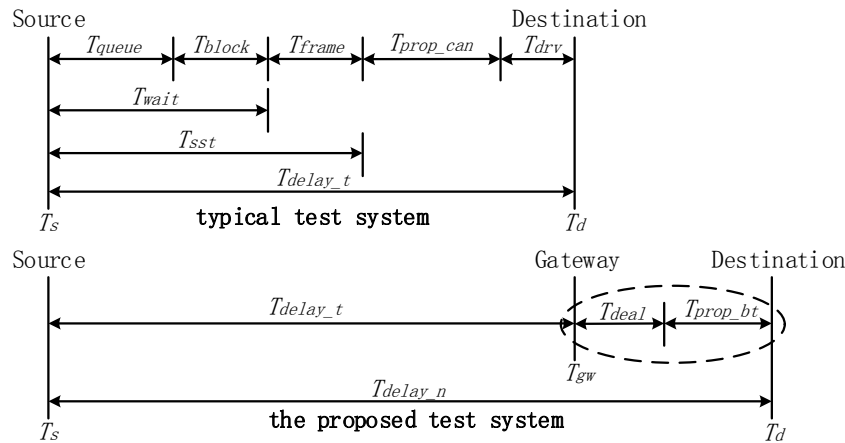 Source Destination
Tqueue Tblock Tframe Tprop_can Tdrv
Twait
Tsst
Tdelay_t
Ts typical test system Td
Source Gateway Destination
Tdelay_t Tdeal Tprop_bt
Tgw
Tdelay_n
Ts the proposed test system Td